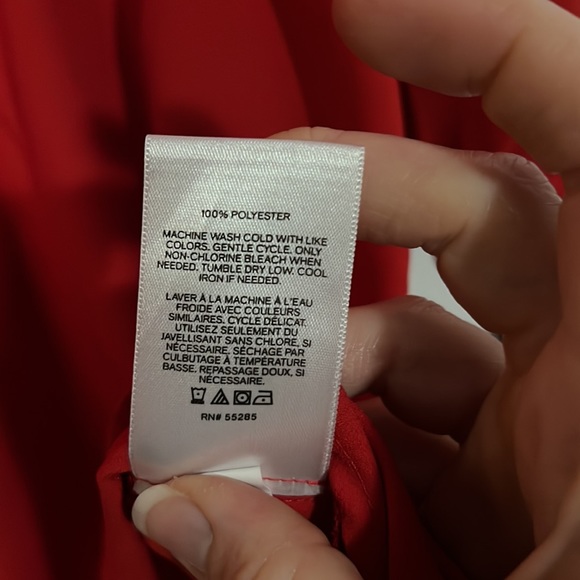 100% POLYESTER
MACHINE WASH COLD WITH LIKE
COLORS. GENTLE CYCLE. ONLY
NON-CHLORINE BLEACH WHEN
NEEDED. TUMBLE DRY LOW. COOL
IRON IF NEEDED.
LAVER À LA MACHINE À L'EAU
FROIDE AVEC COULEURS
SIMILAIRES. CYCLE DÉLICAT.
UTILISEZ SEULEMENT DU
JAVELLISANT SANS CHLORE, SI
NÉCESSAIRE. SÉCHAGE PAR
CULBUTAGE À TEMPÉRATURE
BASSE. REPASSAGE DOUX, SI
NÉCESSAIRE.
RN# 55285